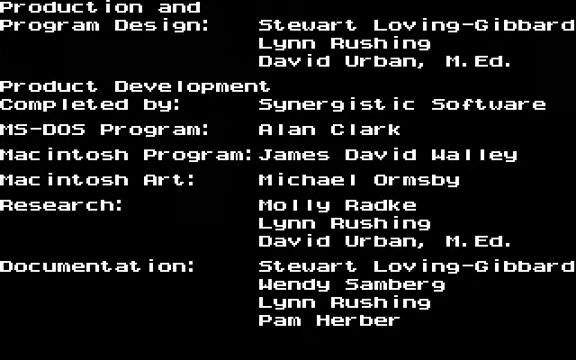 Production and
Program Design: Stewart Loving-Gibbard
Lynn Rushing
David Urban, M.Ed.
Product Development
Completed by: Synergistic Software
MS-DOS Program: Alan Clark
Macintosh Program: James David Walley
Macintosh Art: Michael Ormsby
Research: Molly Radke
Lynn Rushing
David Urban, M.Ed.
Documentation: Stewart Loving-Gibbard
Wendy Samberg
Lynn Rushing
Pam Herber